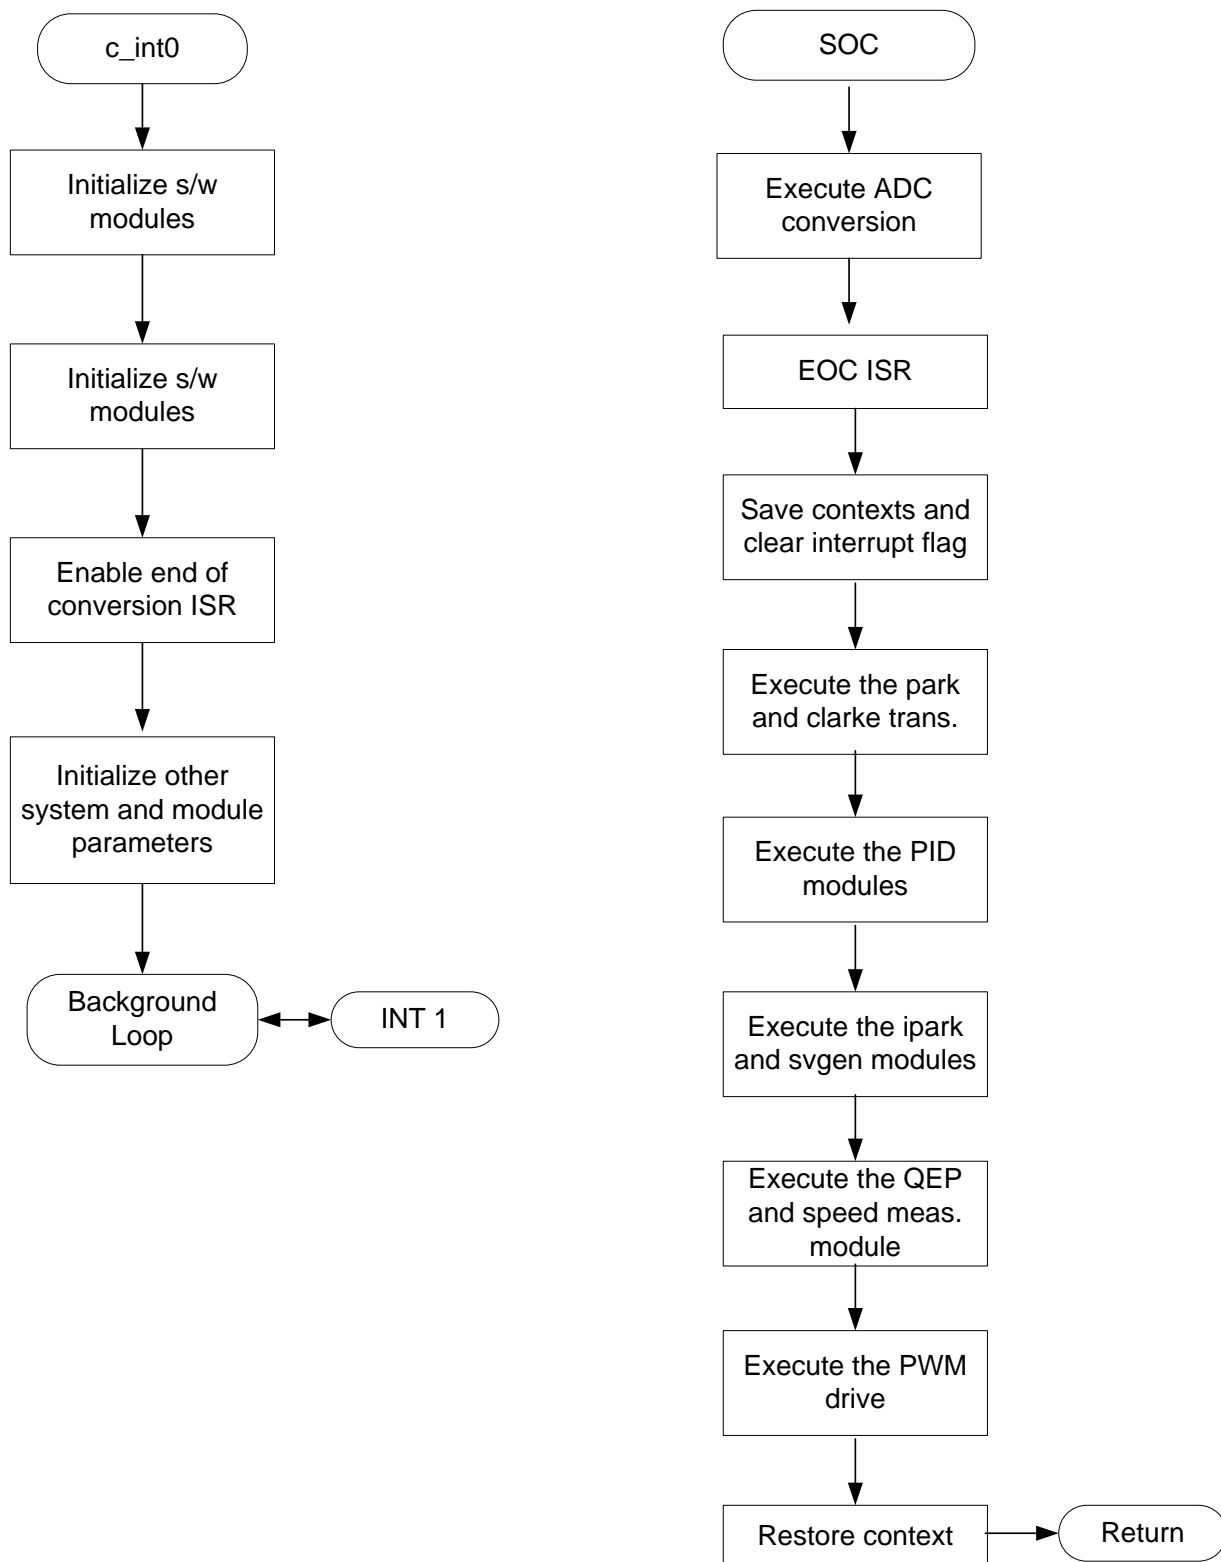 c_int0
Initialize s/w
modules
Initialize s/w
modules
Enable end of
conversion ISR
Initialize other
system and module
parameters
Background
Loop
INT 1
SOC
Execute ADC
conversion
EOC ISR
Save contexts and
clear interrupt flag
Execute the park
and clarke trans.
Execute the PID
modules
Execute the ipark
and svgen modules
Execute the QEP
and speed meas.
module
Execute the PWM
drive
Restore context
Return